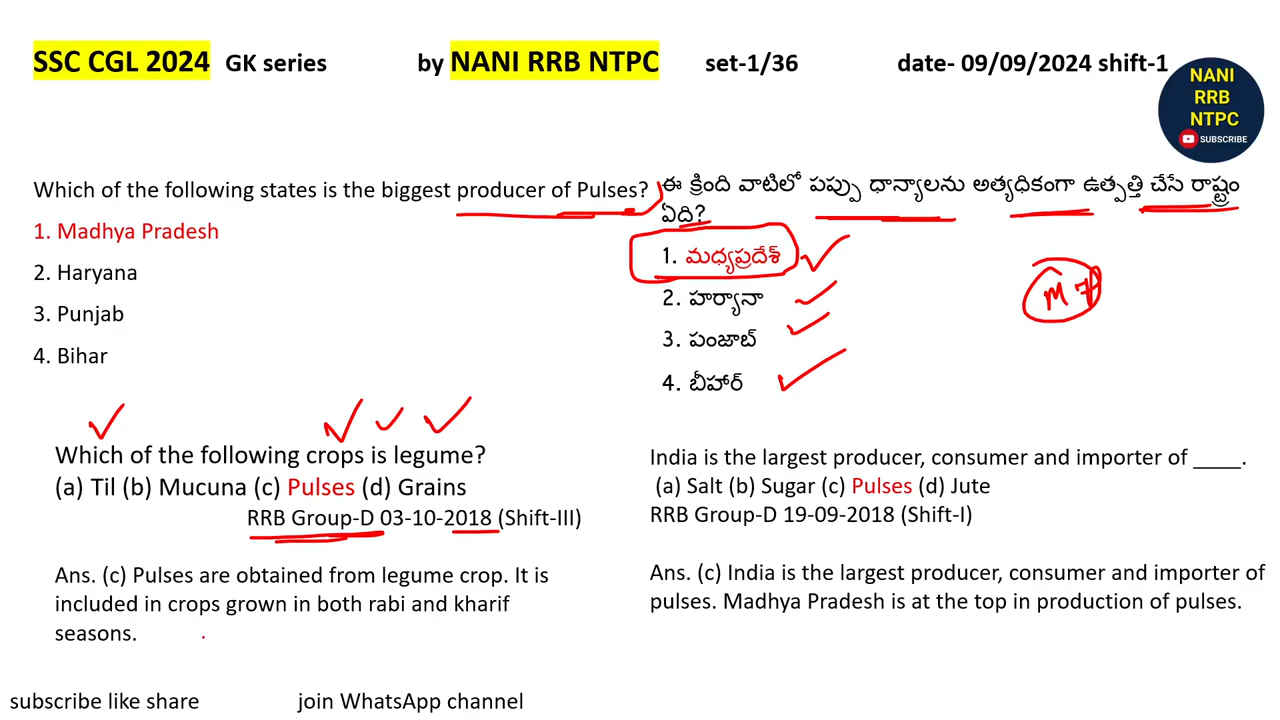 SSC CGL 2024 GK series by NANI RRB NTPC set-1/36 date- 09/09/2024 shift-1
NANI
RRB
NTPC
SUBSCRIBE
Which of the following states is the biggest producer of Pulses?
1. Madhya Pradesh
2. Haryana
3. Punjab
4. Bihar
ఈ క్రింది వాటిలో పప్పు ధాన్యాలను అత్యధికంగా ఉత్పత్తి చేసే రాష్ట్రం
ఏది?
1. మధ్యప్రదేశ్
2. హర్యానా
3. పంజాబ్
4. బీహార్
MP
Which of the following crops is legume?
(a) Til (b) Mucuna (c) Pulses (d) Grains
RRB Group-D 03-10-2018 (Shift-III)
Ans. (c) Pulses are obtained from legume crop. It is
included in crops grown in both rabi and kharif
seasons.
India is the largest producer, consumer and importer of ____.
(a) Salt (b) Sugar (c) Pulses (d) Jute
RRB Group-D 19-09-2018 (Shift-I)
Ans. (c) India is the largest producer, consumer and importer of
pulses. Madhya Pradesh is at the top in production of pulses.
subscribe like share join WhatsApp channel